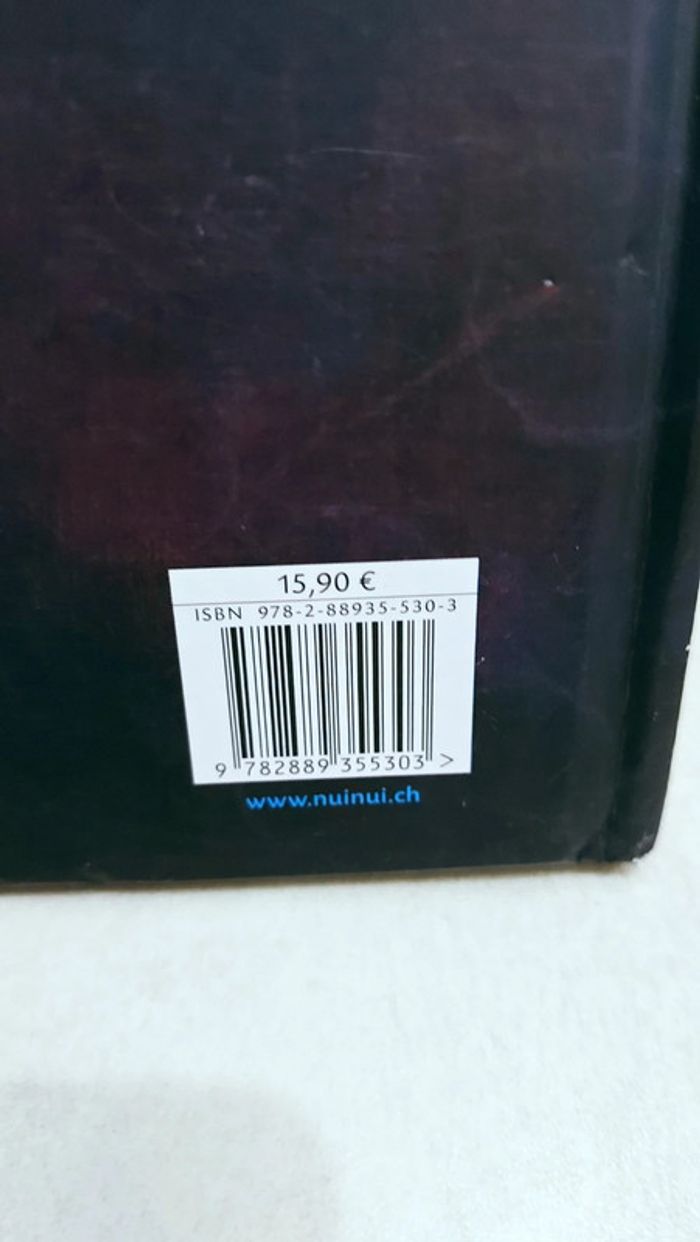 15,90 €
ISBN 978-2-88935-530-3
9 782889 355303 >
www.nuinui.ch